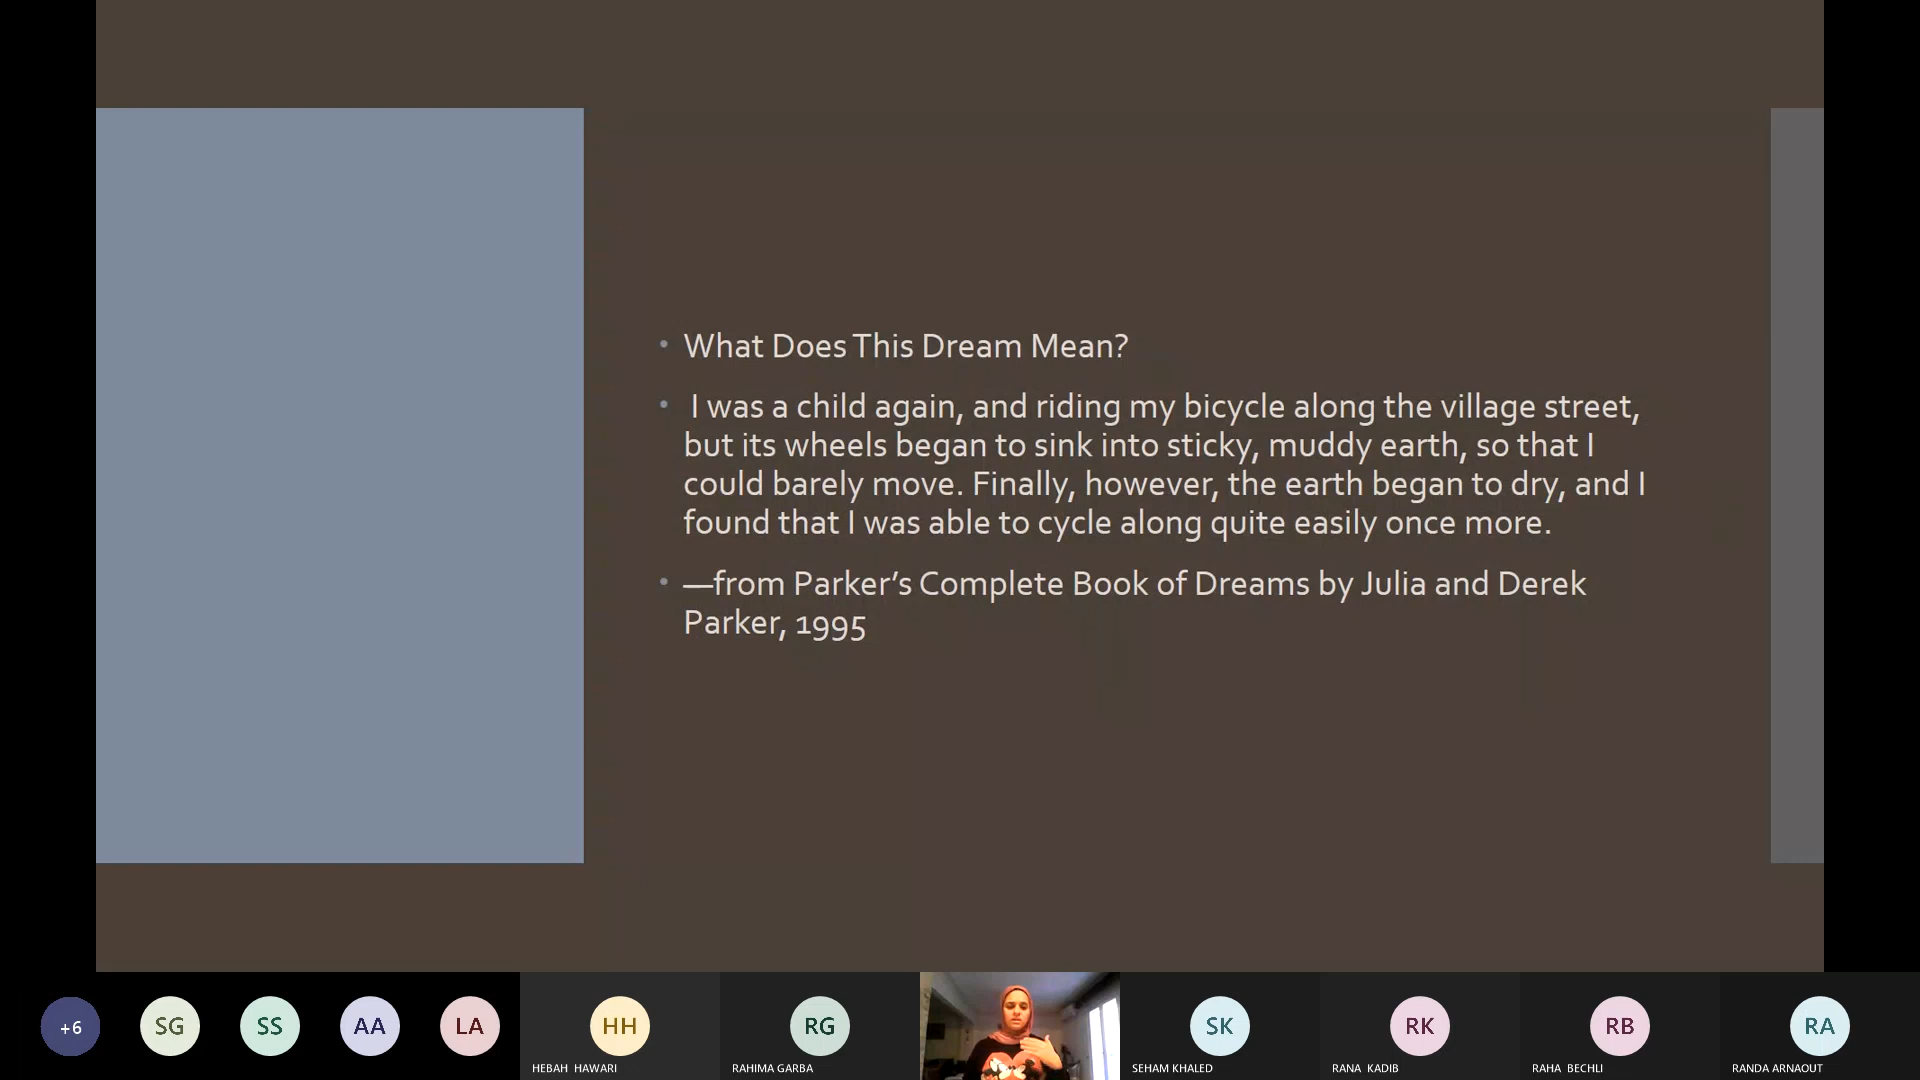 • What Does This Dream Mean?
• I was a child again, and riding my bicycle along the village street,
but its wheels began to sink into sticky, muddy earth, so that I
could barely move. Finally, however, the earth began to dry, and I
found that I was able to cycle along quite easily once more.
• —from Parker’s Complete Book of Dreams by Julia and Derek
Parker, 1995
+6
SG
SS
AA
LA
HH
RG
SK
RK
RB
RA
HEBAH HAWARI
RAHIMA GARBA
SEHAM KHALED
RANA KADIB
RAHA BECHLI
RANDA ARNAOUT